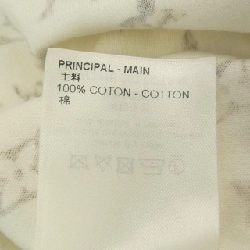 PRINCIPAL - MAIN
主料
100% COTON - COTTON
棉